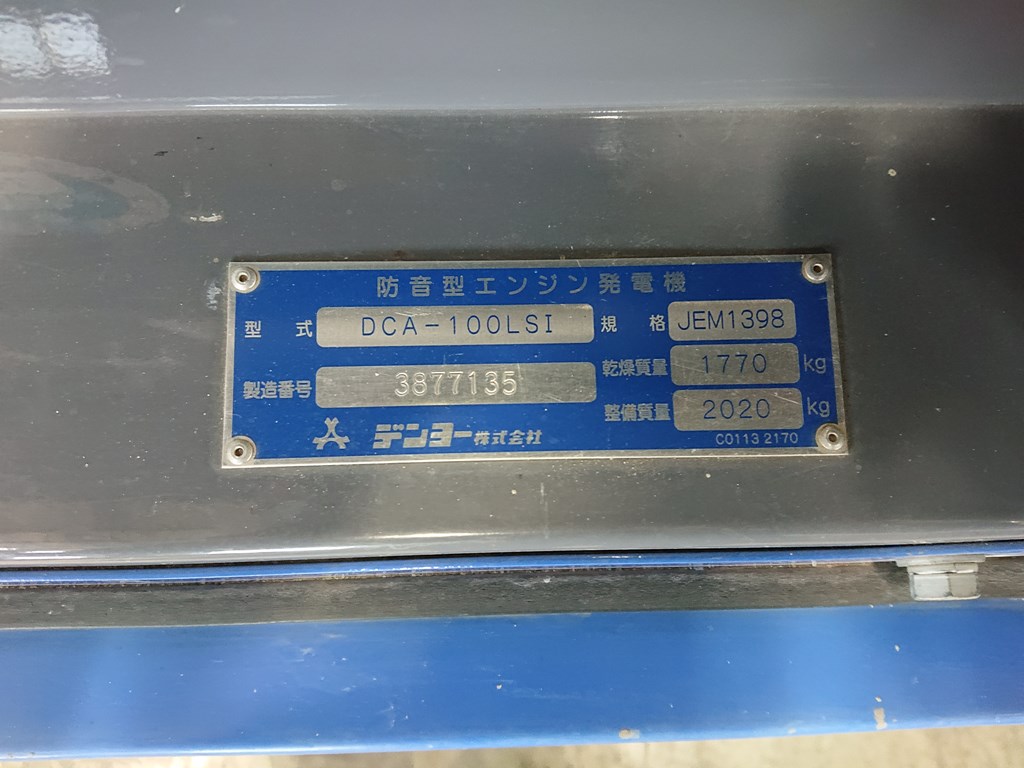 防音型エンジン発電機
型式 DCA-100LSI 規格 JEM1398
乾燥質量 1770 kg
製造番号 3877135
整備質量 2020 kg
デンヨー株式会社
C0113 2170